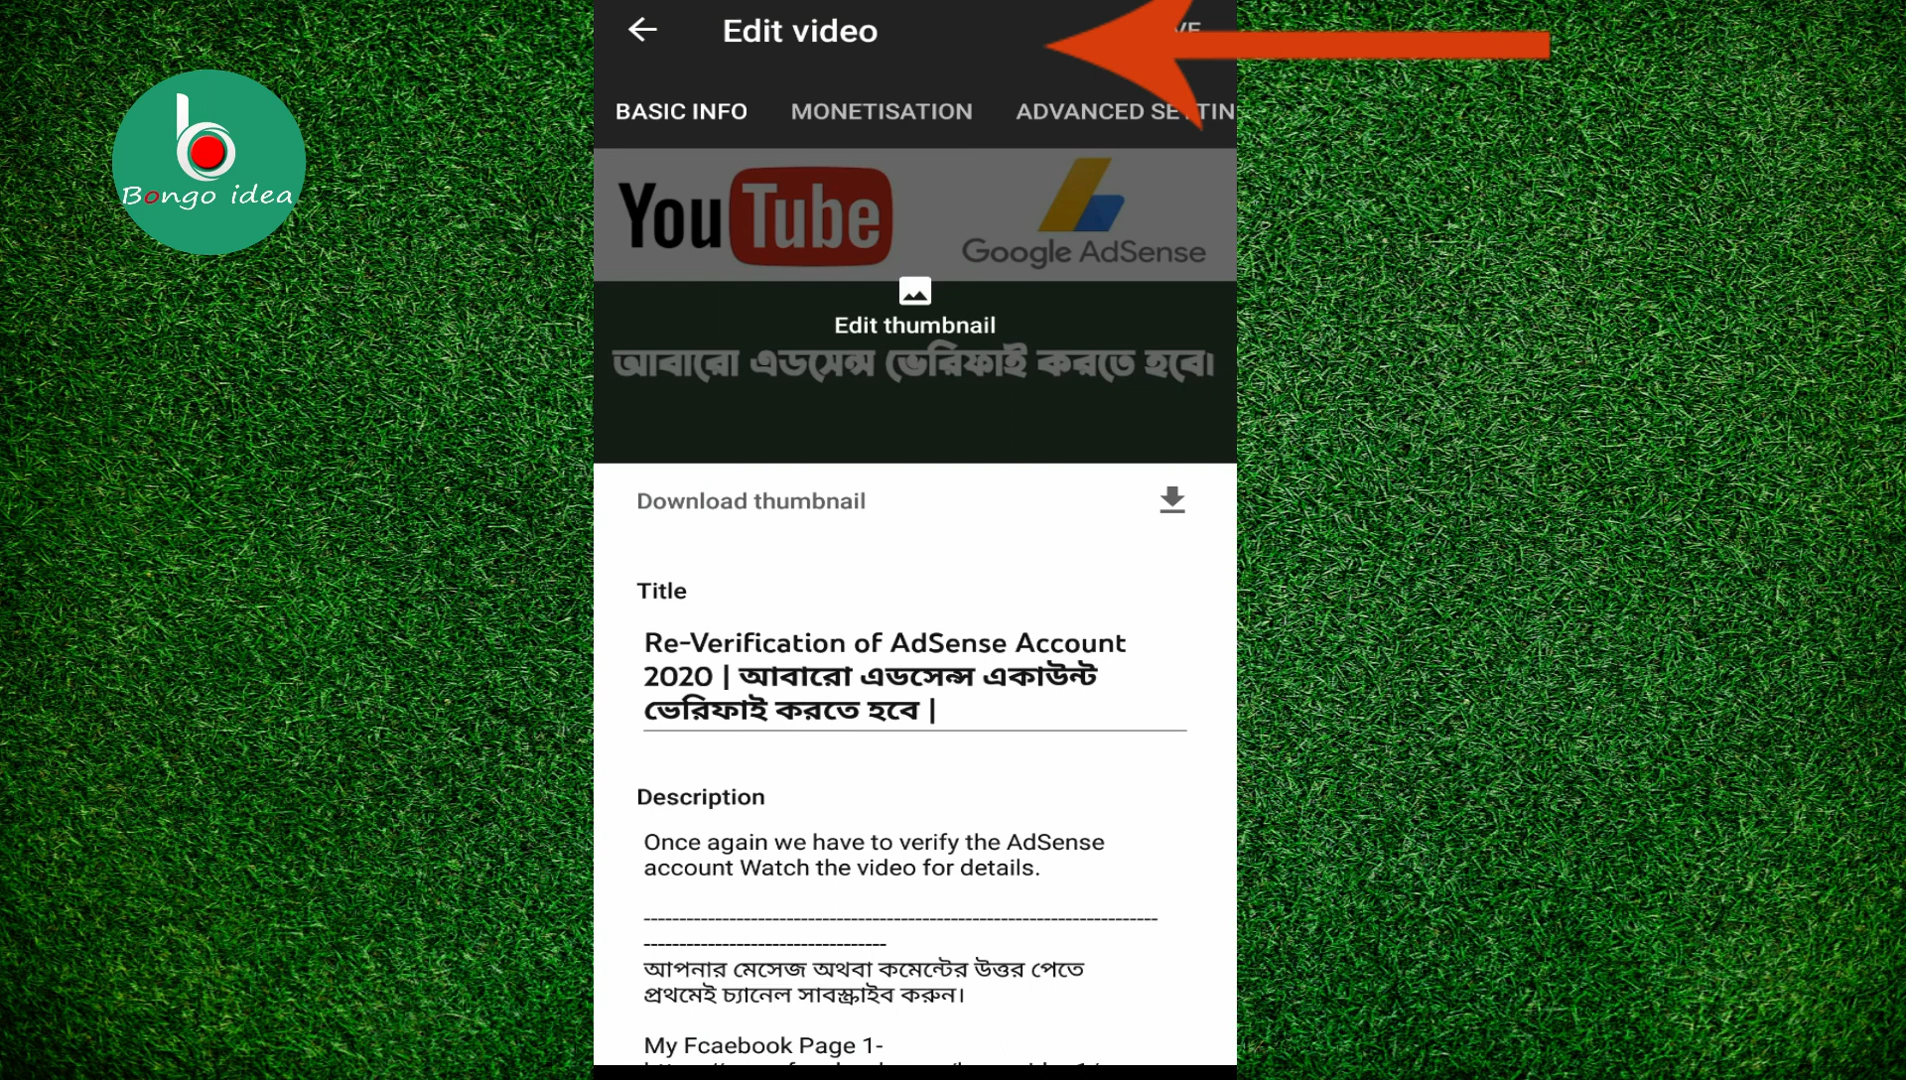 Edit video
BASIC INFO MONETISATION ADVANCED
Bongo idea
YouTube
Google AdSense
Edit thumbnail
আবারো এডসেন্স ভেরিফাই করতে হবে।
Download thumbnail
Title
Re-Verification of AdSense Account
2020 | আবারো এডসেন্স একাউন্ট
ভেরিফাই করতে হবে |
Description
Once again we have to verify the AdSense
account Watch the video for details.
--------------------------------------------------------------------------
-----------------------------------
আপনার মেসেজ অথবা কমেন্টের উত্তর পেতে
প্রথমেই চ্যানেল সাবস্ক্রাইব করুন।
My Fcaebook Page 1-